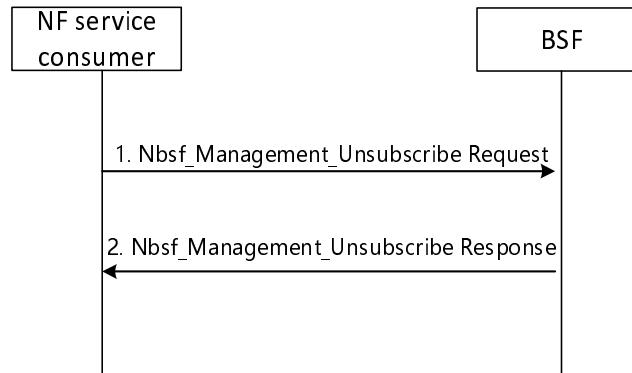 NF service
consumer
BSF
1. Nbsf_Management_Unsubscribe Request
2. Nbsf_Management_Unsubscribe Response